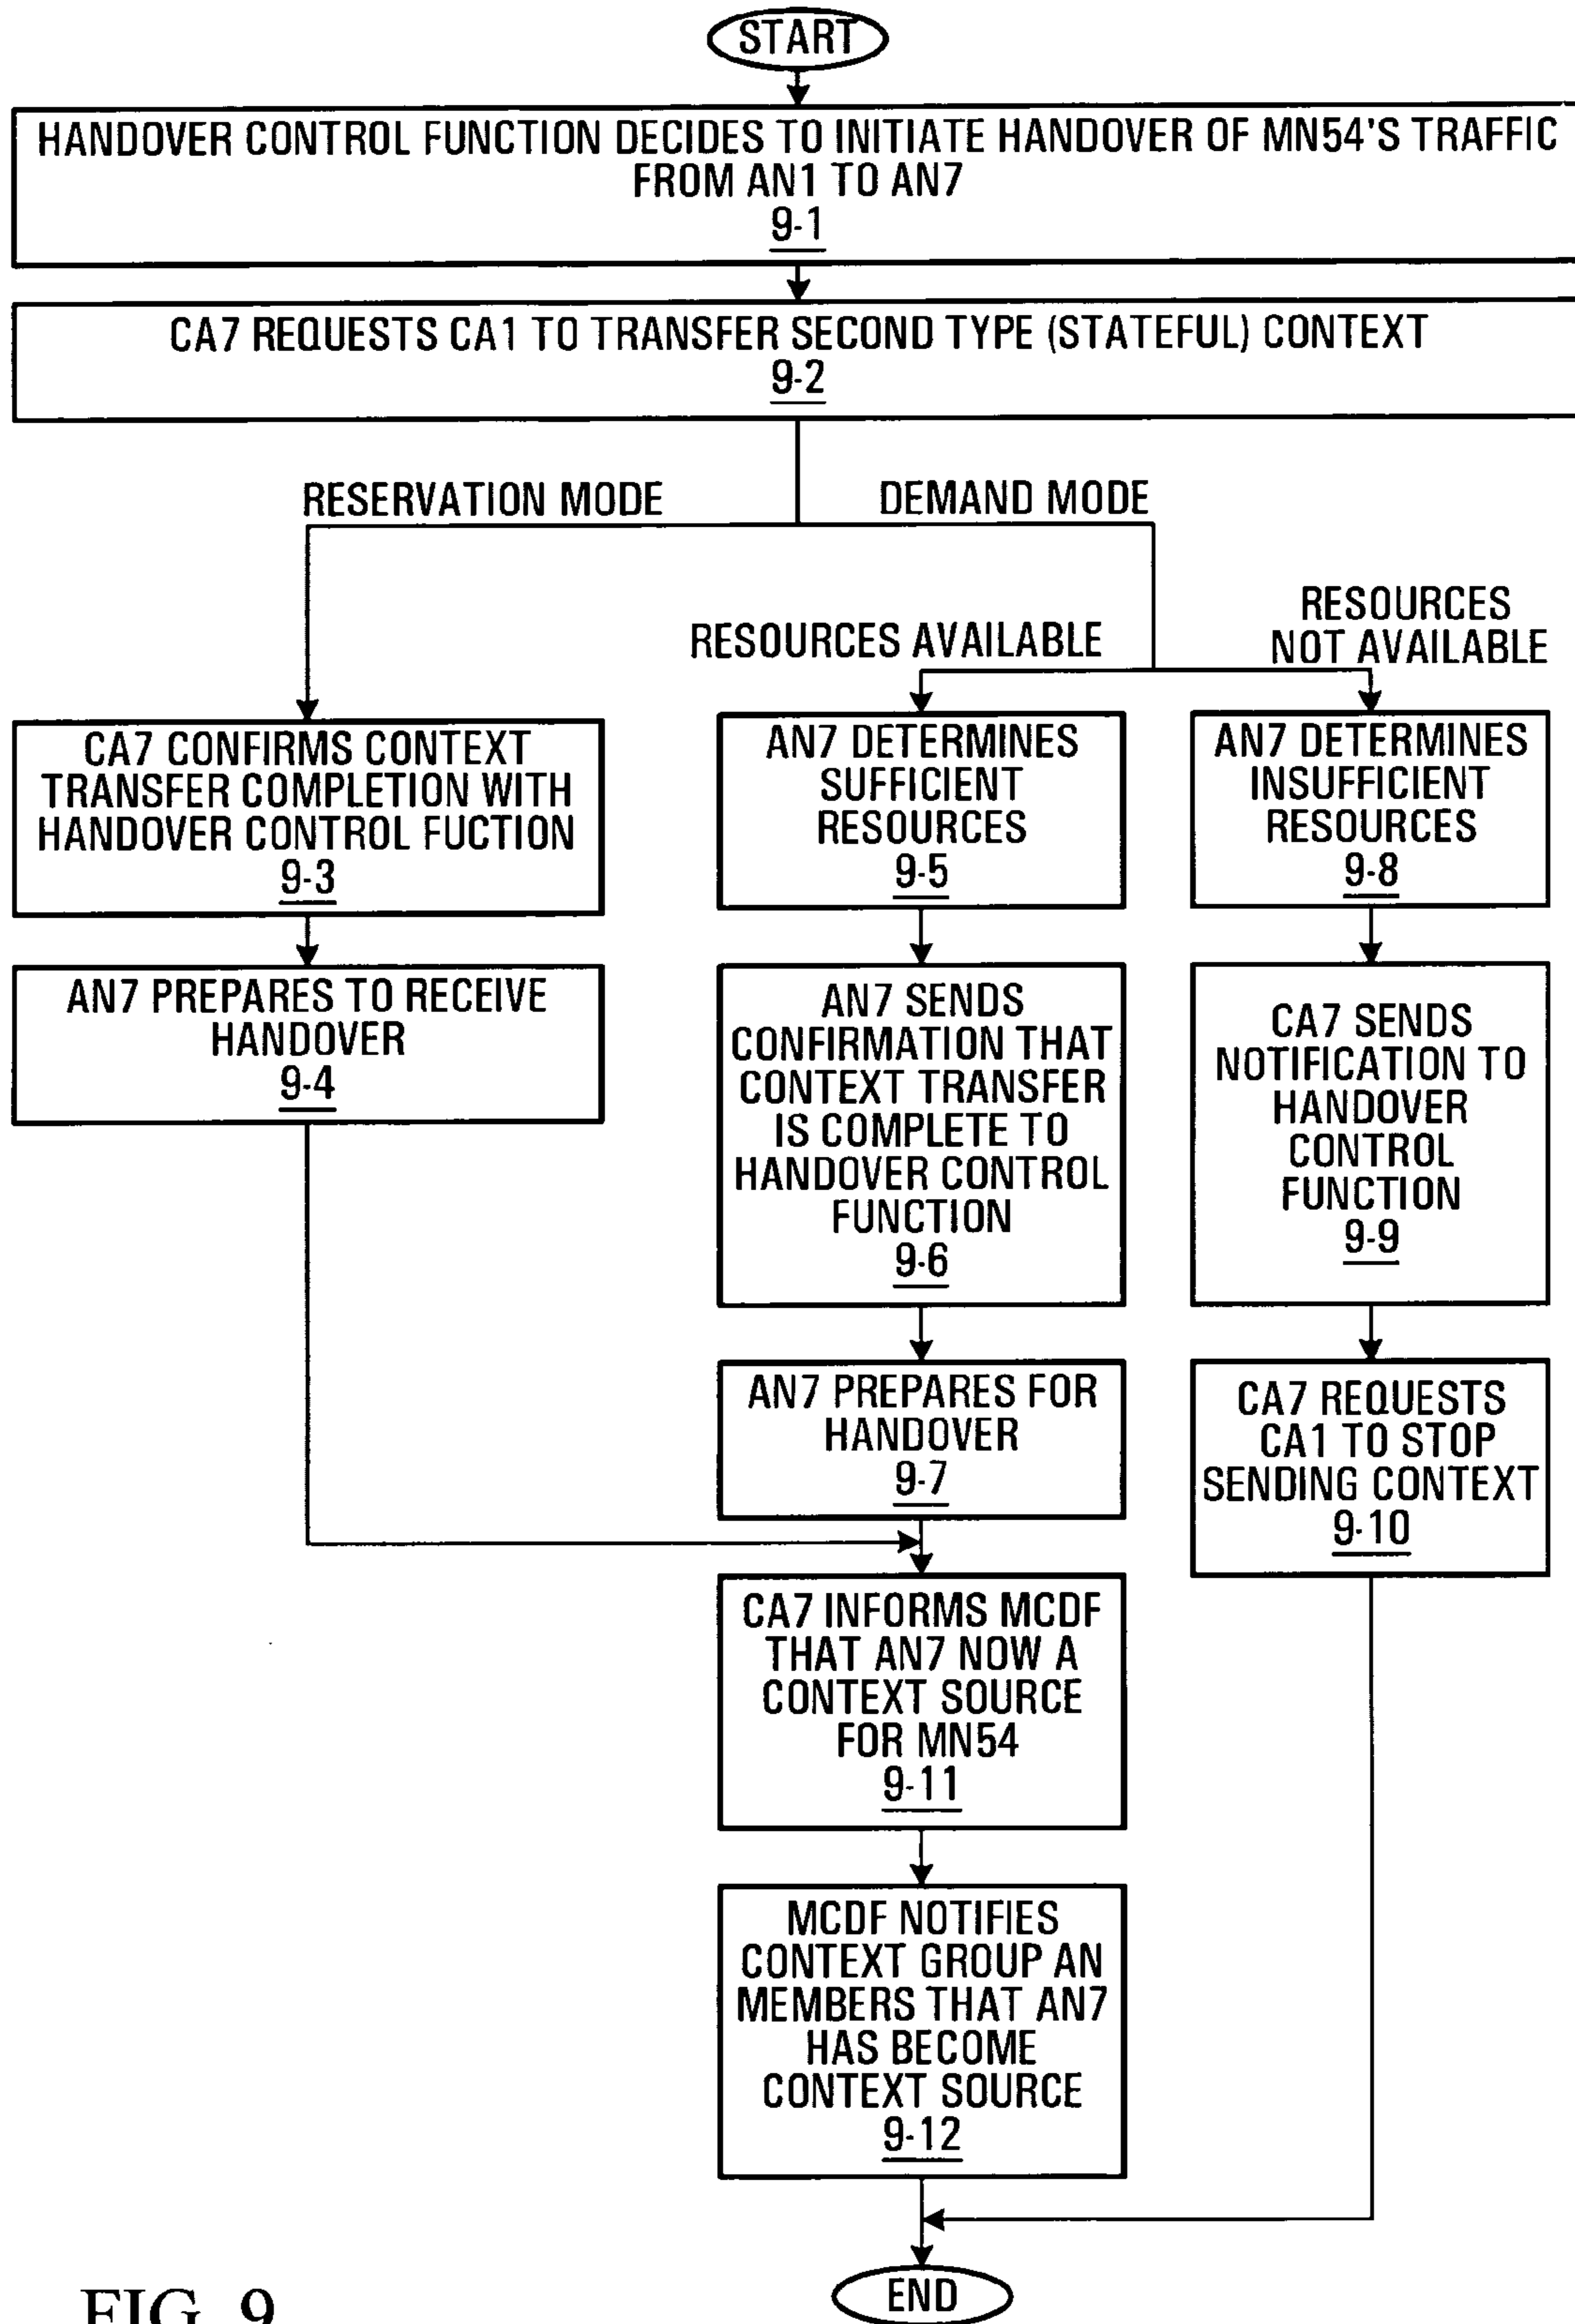 START
HANDOVER CONTROL FUNCTION DECIDES TO INITIATE HANDOVER OF MN54'S TRAFFIC
FROM AN1 TO AN7
9-1
CA7 REQUESTS CA1 TO TRANSFER SECOND TYPE (STATEFUL) CONTEXT
9-2
RESERVATION MODE
DEMAND MODE
RESOURCES AVAILABLE
RESOURCES
NOT AVAILABLE
CA7 CONFIRMS CONTEXT
TRANSFER COMPLETION WITH
HANDOVER CONTROL FUCTION
9-3
AN7 PREPARES TO RECEIVE
HANDOVER
9-4
AN7 DETERMINES
SUFFICIENT
RESOURCES
9-5
AN7 SENDS
CONFIRMATION THAT
CONTEXT TRANSFER
IS COMPLETE TO
HANDOVER CONTROL
FUNCTION
9-6
AN7 PREPARES FOR
HANDOVER
9-7
AN7 DETERMINES
INSUFFICIENT
RESOURCES
9-8
CA7 SENDS
NOTIFICATION TO
HANDOVER
CONTROL
FUNCTION
9-9
CA7 REQUESTS
CA1 TO STOP
SENDING CONTEXT
9-10
CA7 INFORMS MCDF
THAT AN7 NOW A
CONTEXT SOURCE
FOR MN54
9-11
MCDF NOTIFIES
CONTEXT GROUP AN
MEMBERS THAT AN7
HAS BECOME
CONTEXT SOURCE
9-12
END
FIG. 9